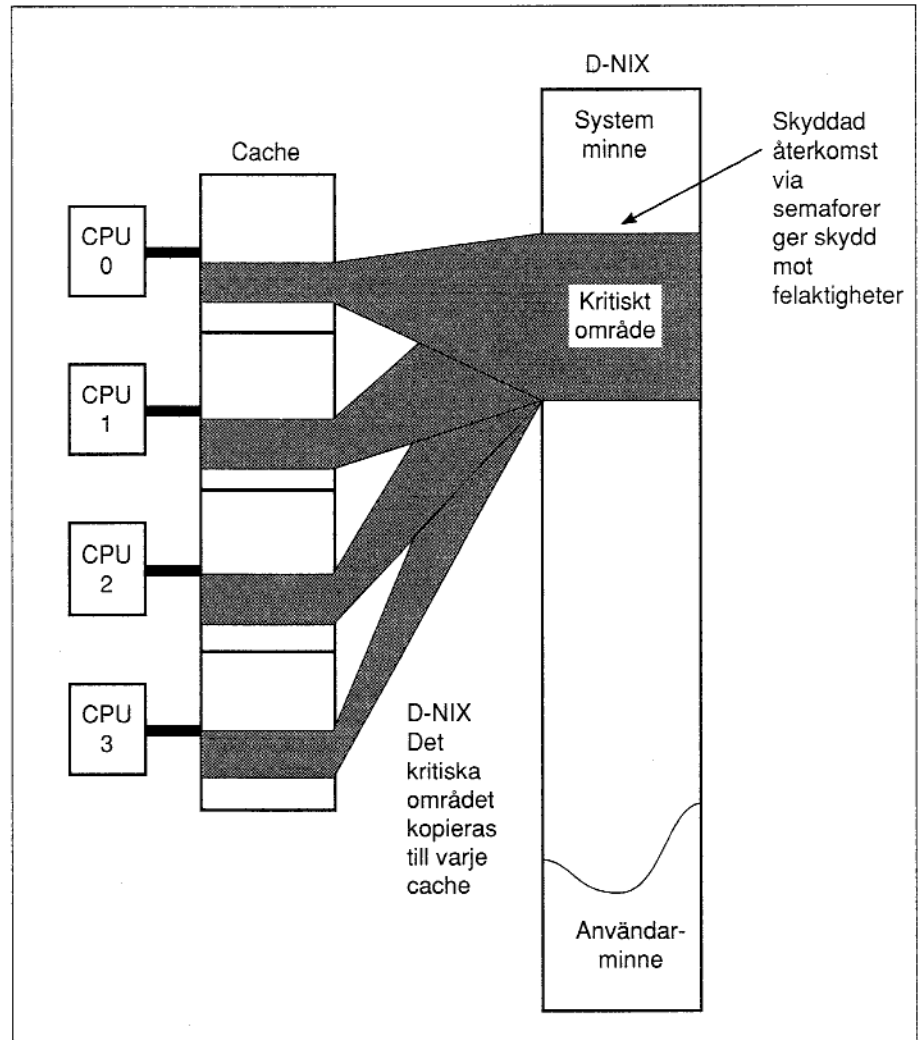 D-NIX
System
minne
Skyddad
återkomst
via
semaforer
ger skydd
mot
felaktigheter
Cache
CPU
0
Kritiskt
område
CPU
1
CPU
2
CPU
3
D-NIX
Det
kritiska
området
kopieras
till varje
cache
Användar-
minne